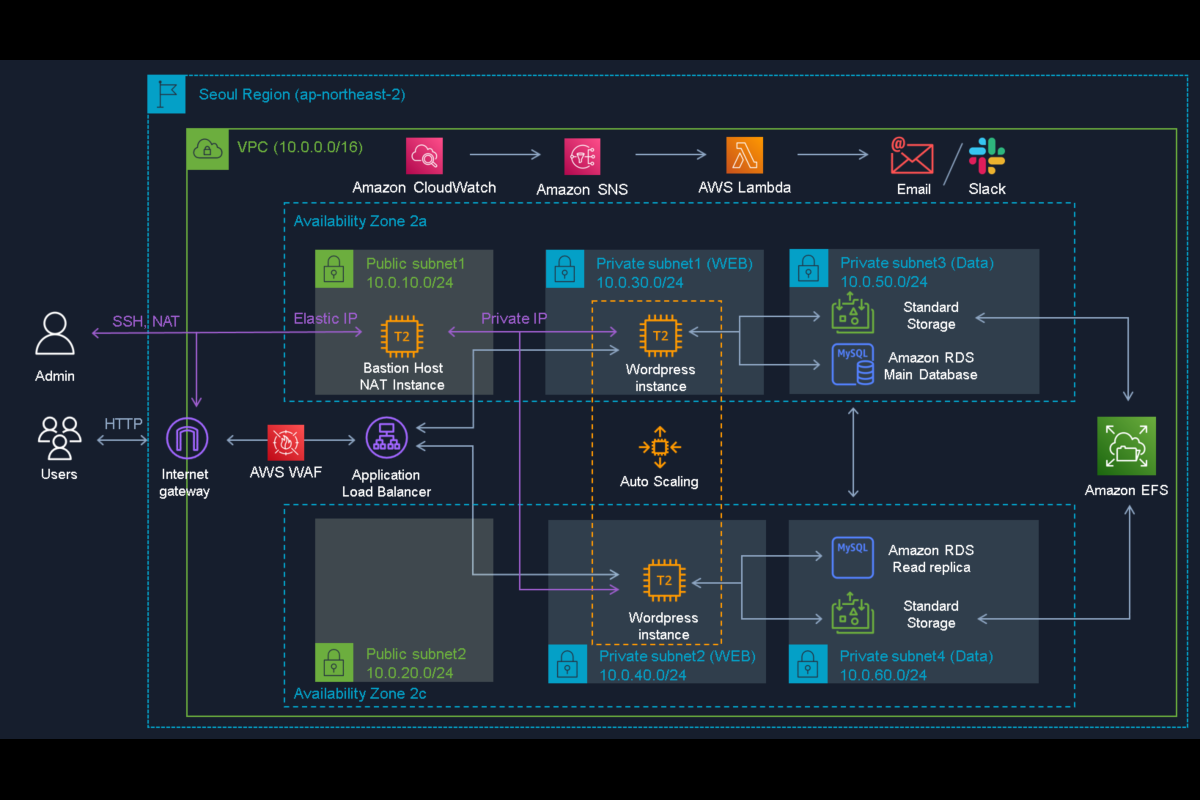 Seoul Region (ap-northeast-2)
VPC (10.0.0.0/16)
Amazon CloudWatch
Amazon SNS
AWS Lambda
Email
Slack
Availability Zone 2a
Public subnet1
10.0.10.0/24
Private subnet1 (WEB)
10.0.30.0/24
Private subnet3 (Data)
10.0.50.0/24
SSH, NAT
Elastic IP
Private IP
T2
T2
Standard
Storage
Admin
Bastion Host
NAT Instance
Wordpress
instance
MySQL
Amazon RDS
Main Database
HTTP
Users
Internet
gateway
AWS WAF
Application
Load Balancer
Auto Scaling
Amazon EFS
T2
Wordpress
instance
MySQL
Amazon RDS
Read replica
Standard
Storage
Public subnet2
10.0.20.0/24
Private subnet2 (WEB)
10.0.40.0/24
Private subnet4 (Data)
10.0.60.0/24
Availability Zone 2c